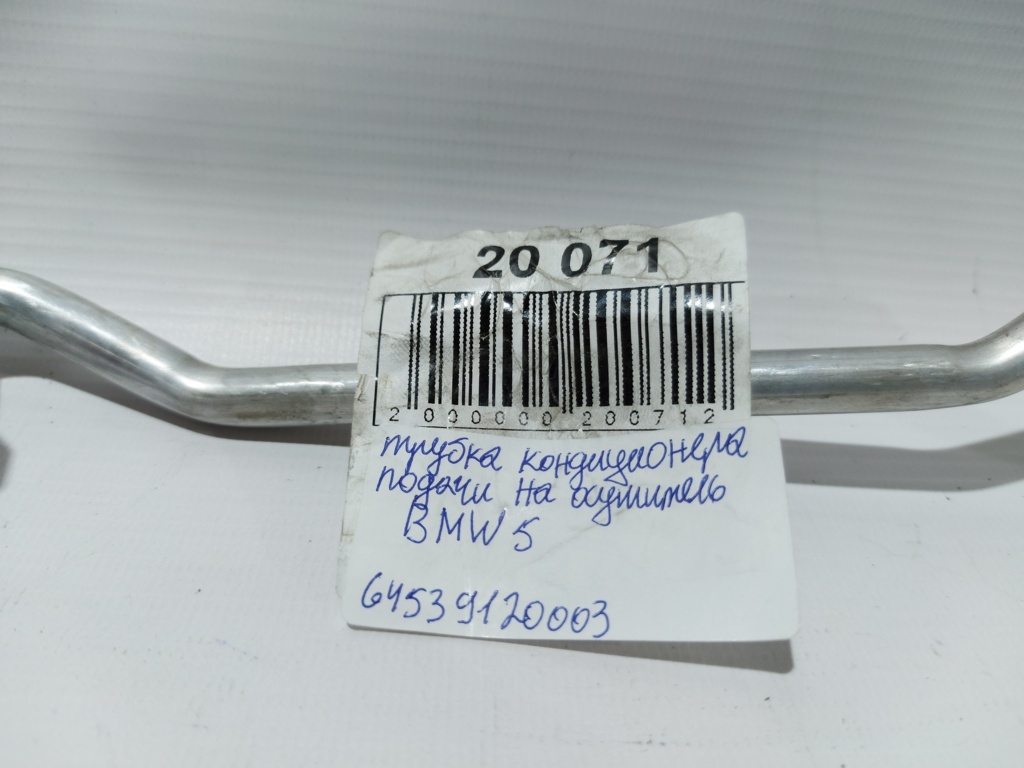 20 071
2 000000 200712
трубка кондиционера
подачи на осушитель
BMW 5
64539120003